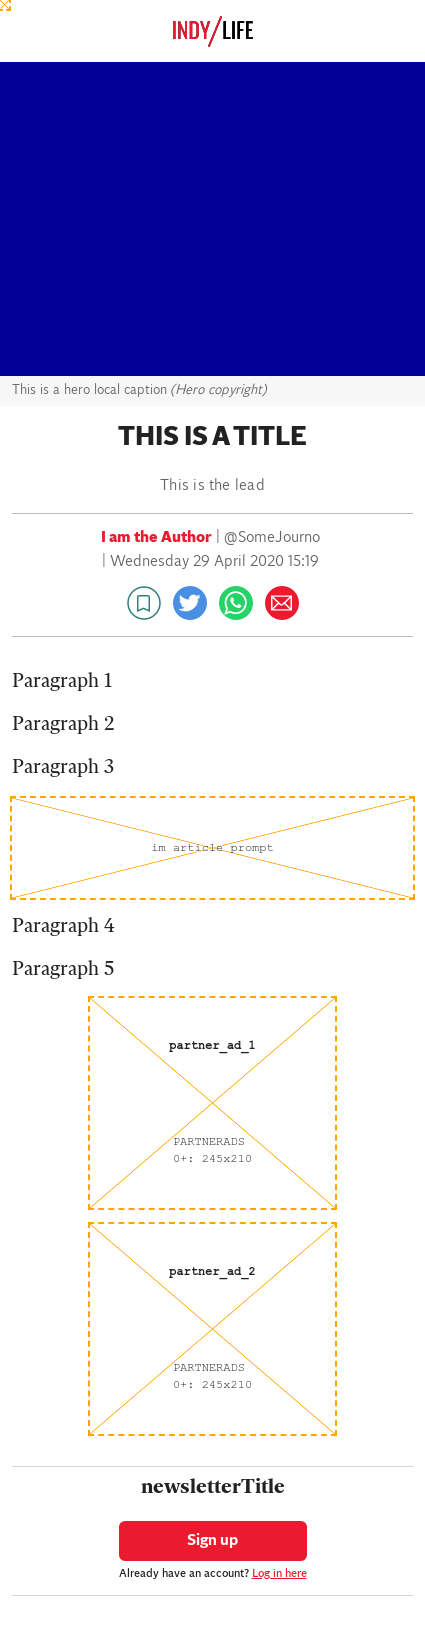 INDY/LIFE
This is a hero local caption (Hero copyright)
THIS IS A TITLE
This is the lead
I am the Author | @SomeJourno
| Wednesday 29 April 2020 15:19
Paragraph 1
Paragraph 2
Paragraph 3
im article prompt
Paragraph 4
Paragraph 5
partner_ad_1
PARTNERADS
0+: 245x210
partner_ad_2
PARTNERADS
0+: 245x210
newsletterTitle
Sign up
Already have an account? Log in here